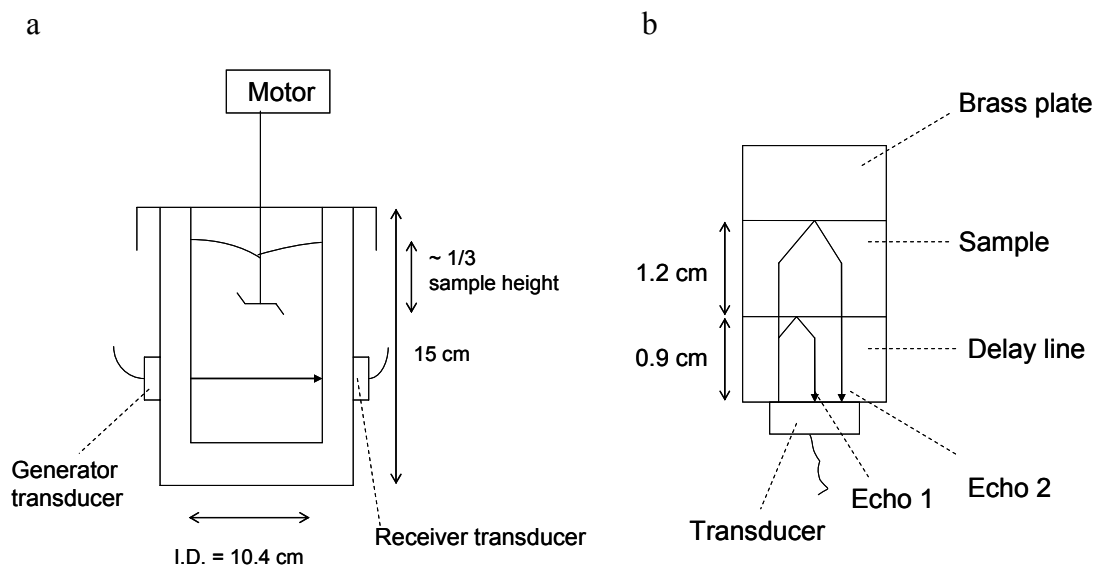 a
Motor
~ 1/3
sample height
15 cm
Generator
transducer
Receiver transducer
I.D. = 10.4 cm
b
Brass plate
Sample
1.2 cm
Delay line
0.9 cm
Echo 1
Echo 2
Transducer